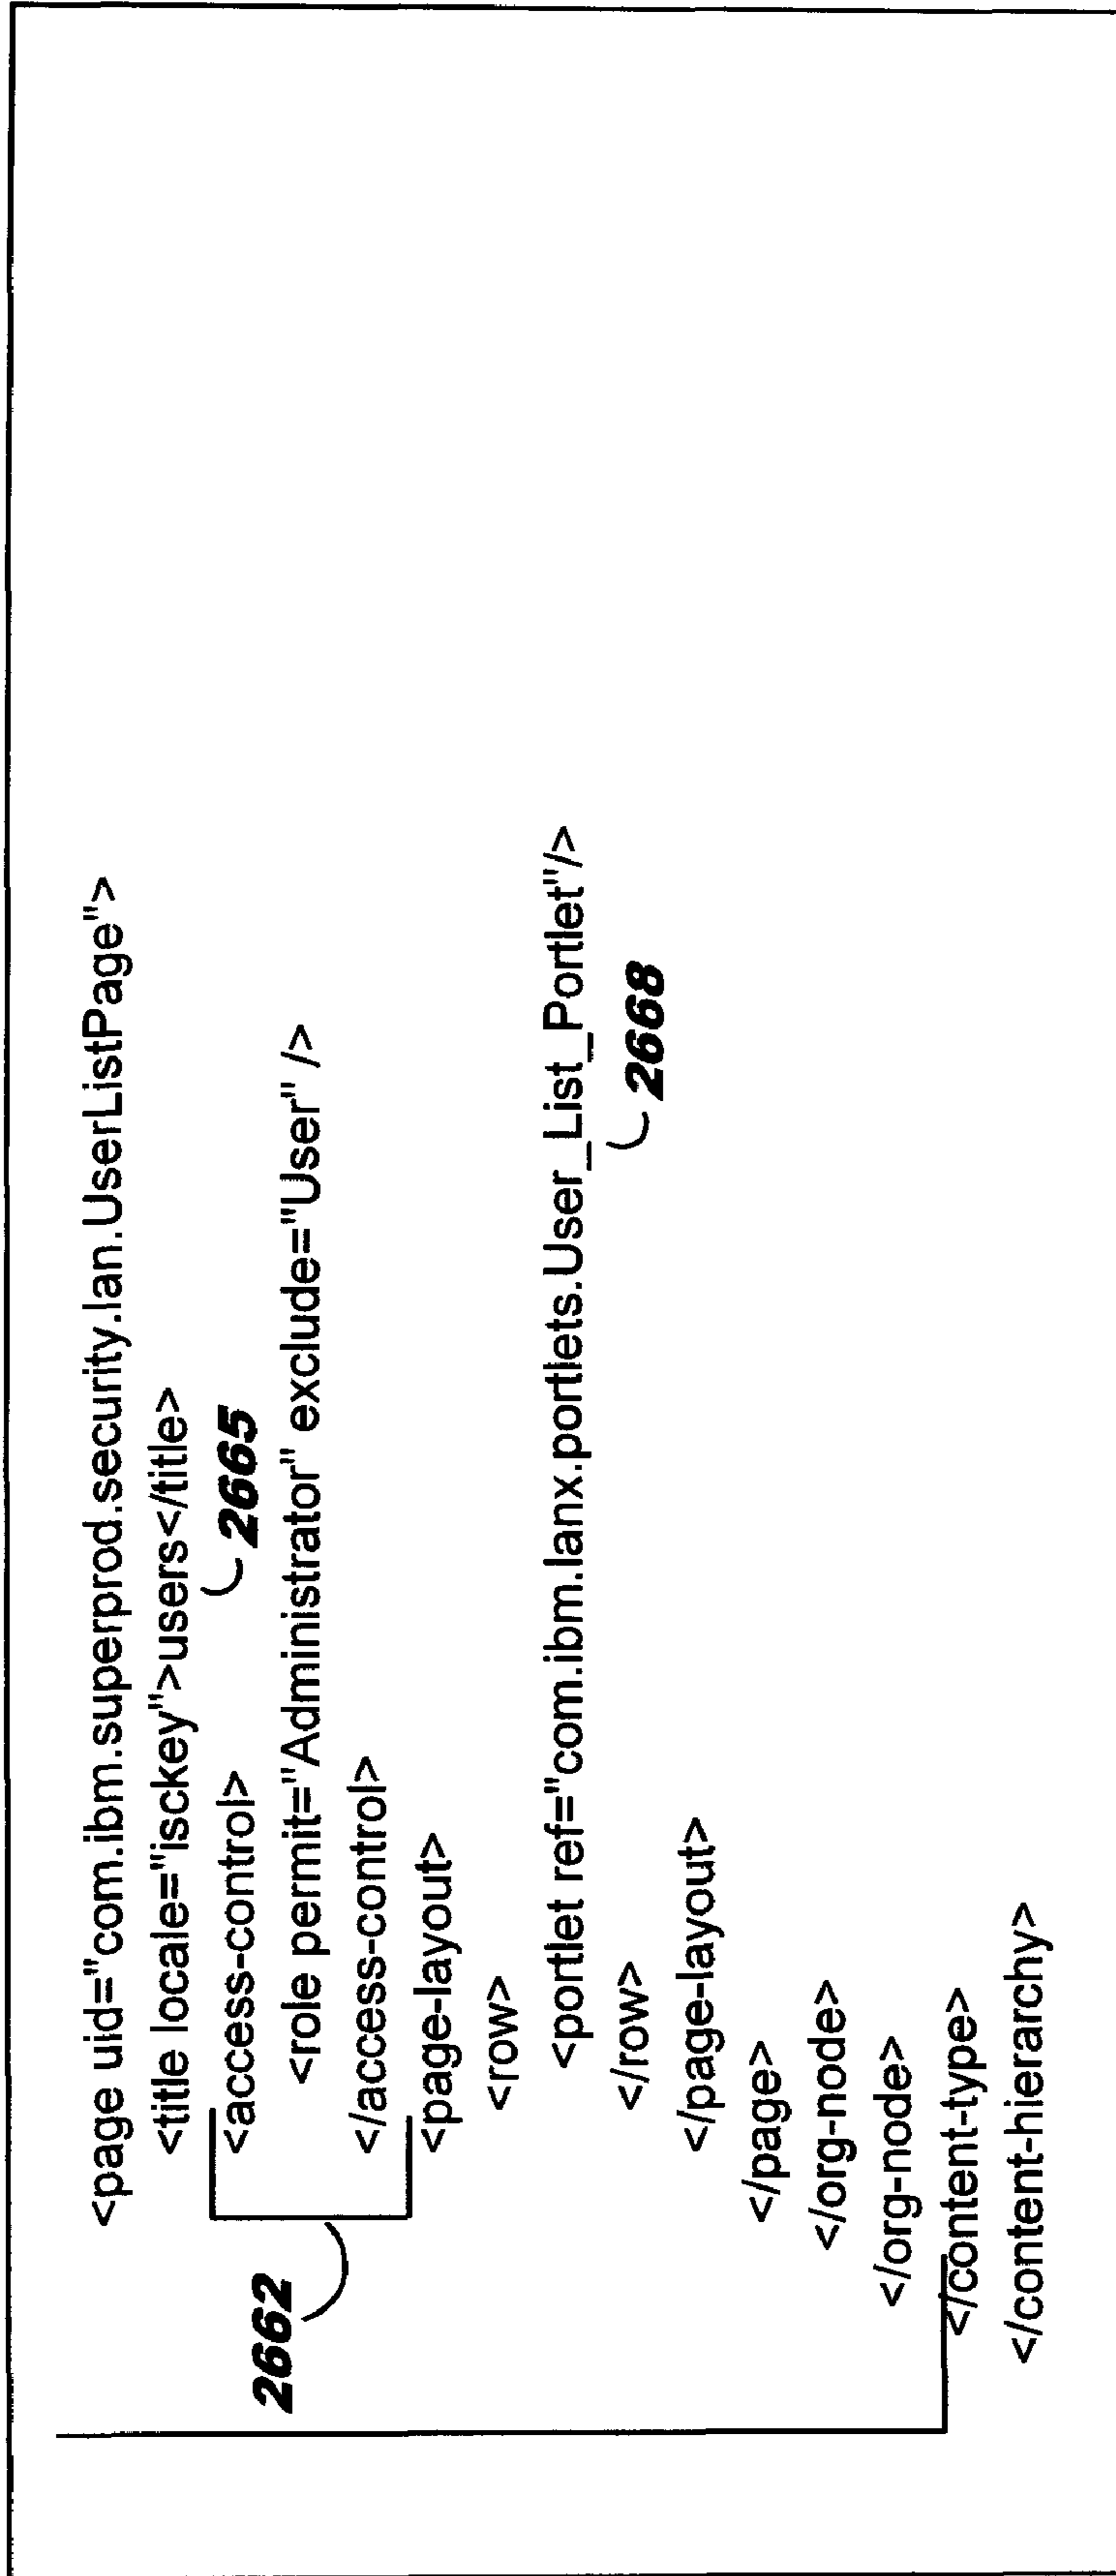 <page uid="com.ibm.superprod.security.lan.UserListPage">
<title locale="isckey">users</title>
2665
<access-control>
<role permit="Administrator" exclude="User" />
</access-control>
2662
<page-layout>
<row>
<portlet ref="com.ibm.lanx.portlets.User_List_Portlet"/>
2668
</row>
</page-layout>
</page>
</org-node>
</org-node>
</content-type>
</content-hierarchy>